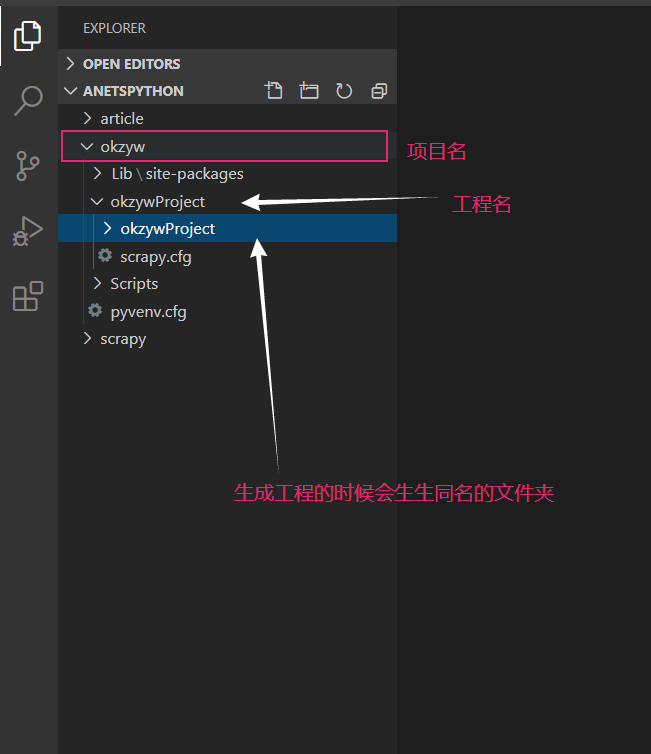 EXPLORER
OPEN EDITORS
ANETSPYTHON
article
okzyw
项目名
Lib\site-packages
okzywProject
工程名
okzywProject
scrapy.cfg
Scripts
pyvenv.cfg
scrapy
生成工程的时候会生生同名的文件夹